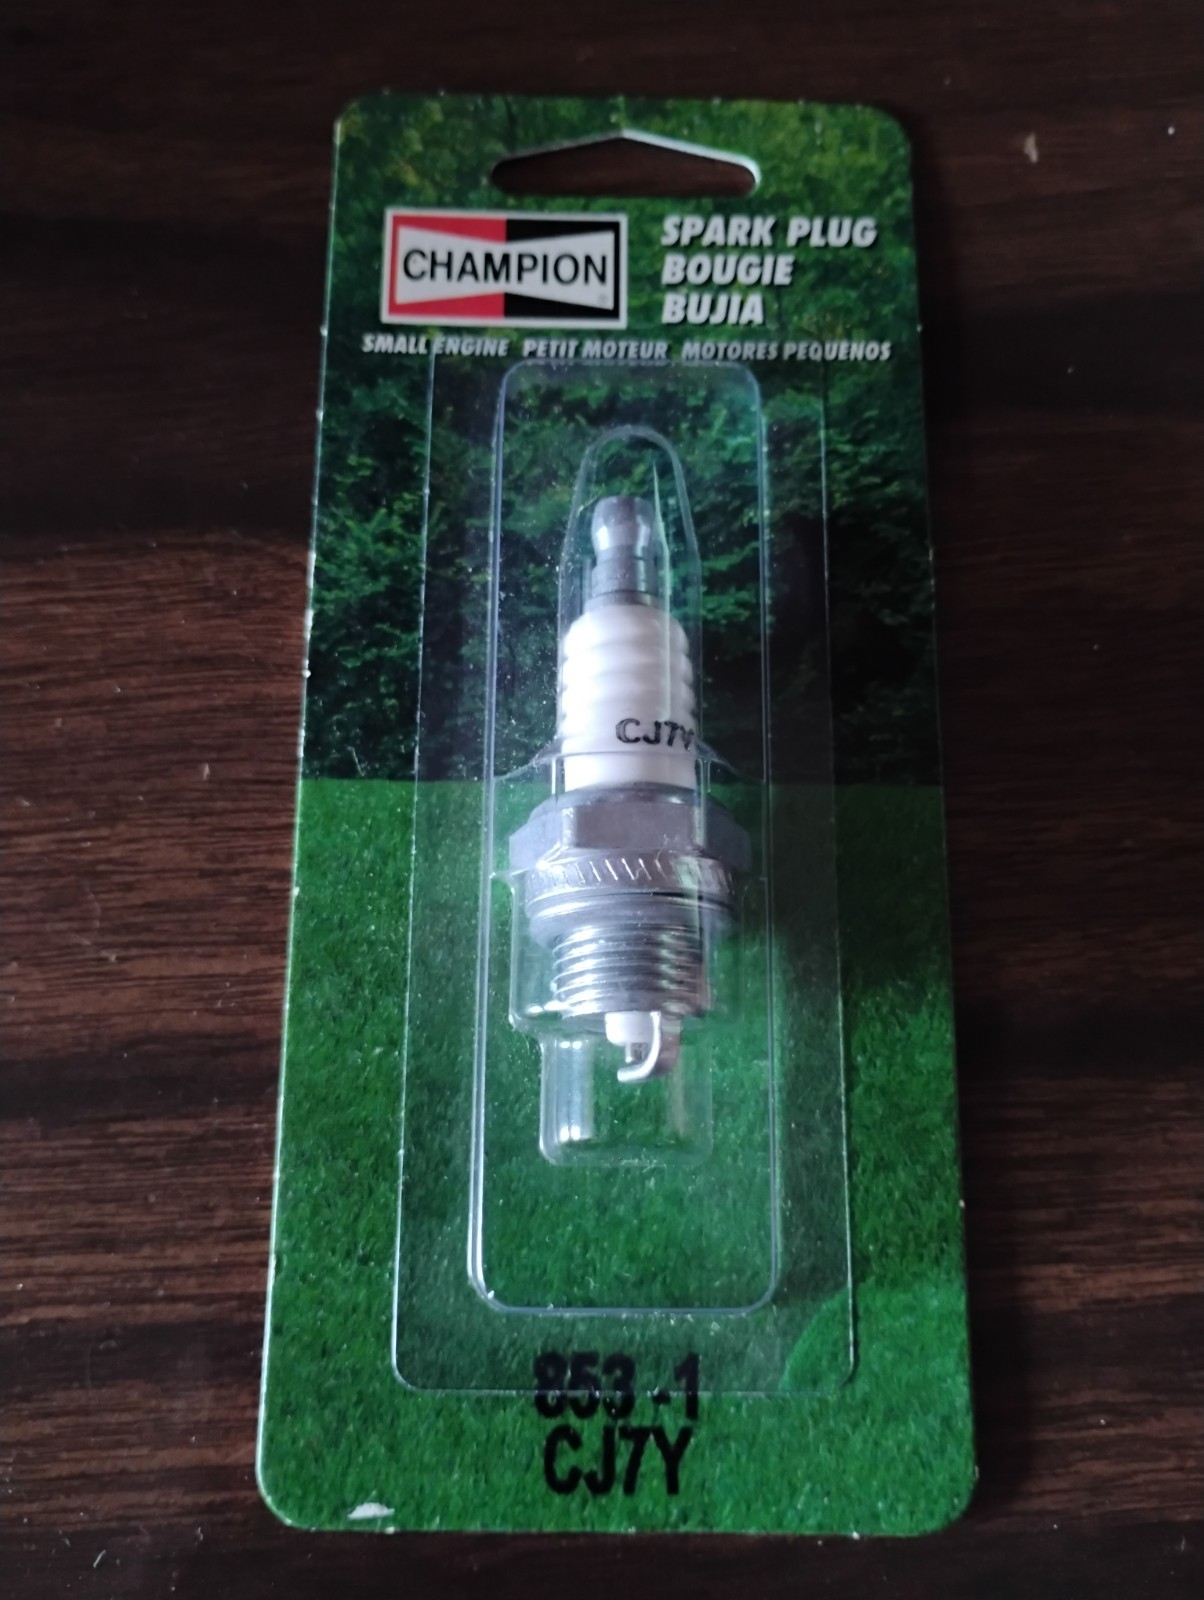 CHAMPION
SPARK PLUG
BOUGIE
BUJIA
SMALL ENGINE PETIT MOTEUR MOTORES PEQUENOS
CJ7Y
853-1
CJ7Y